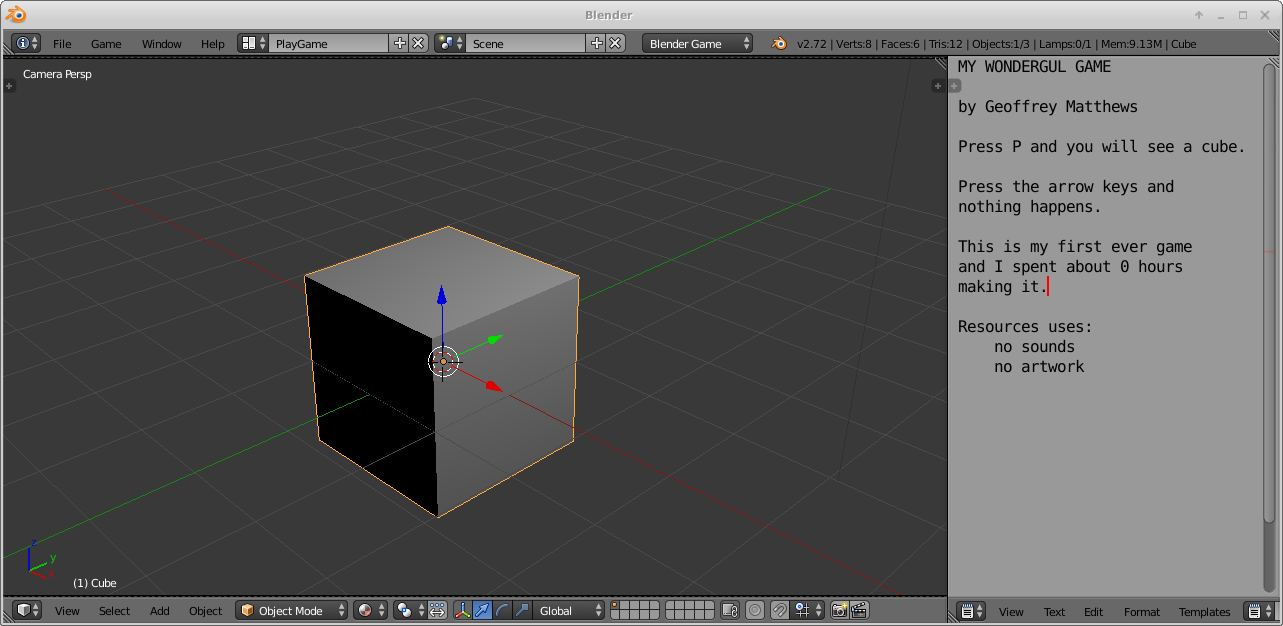 Blender
File Game Window Help PlayGame Scene Blender Game v2.72 | Verts:8 | Faces:6 | Tris:12 | Objects:1/3 | Lamps:0/1 | Mem:9.13M | Cube
Camera Persp
MY WONDERGUL GAME
by Geoffrey Matthews
Press P and you will see a cube.
Press the arrow keys and
nothing happens.
This is my first ever game
and I spent about 0 hours
making it.
Resources uses:
no sounds
no artwork
z
y
x
(1) Cube
View Select Add Object Object Mode Global
View Text Edit Format Templates